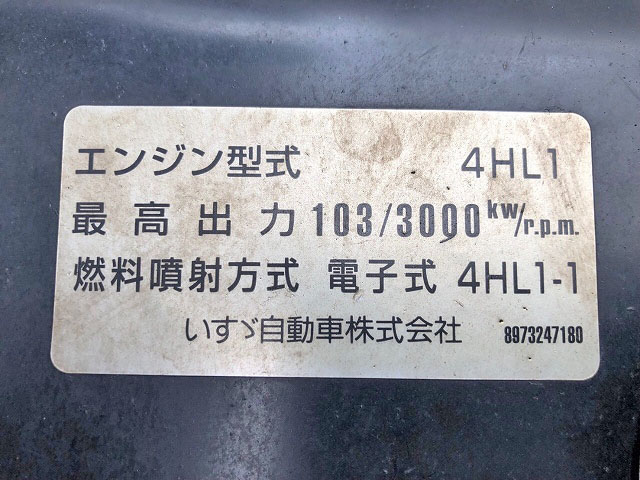 エンジン型式 4HL1
最高出力 103/3000 kw/r.p.m.
燃料噴射方式 電子式 4HL1-1
いすゞ自動車株式会社 8973247180